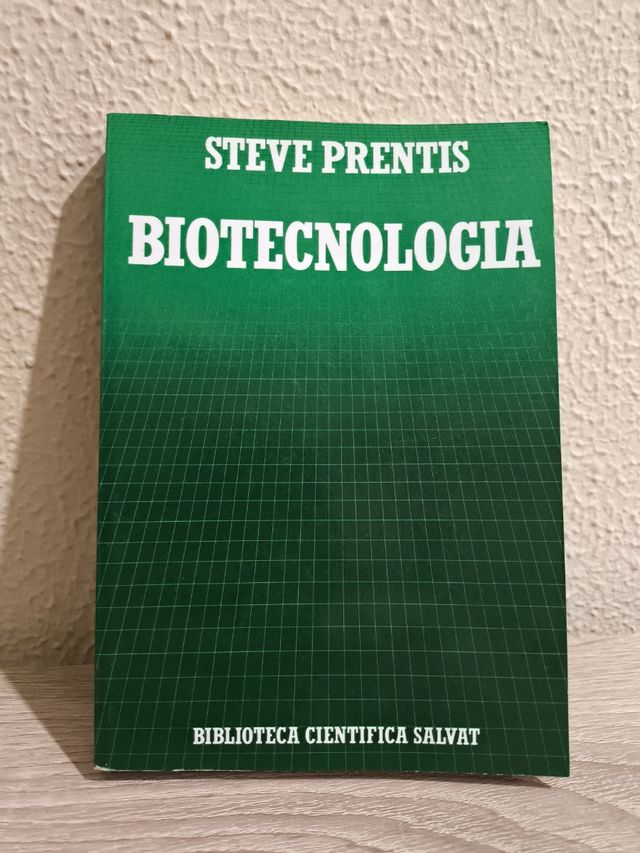 STEVE PRENTIS
BIOTECNOLOGIA
BIBLIOTECA CIENTIFICA SALVAT